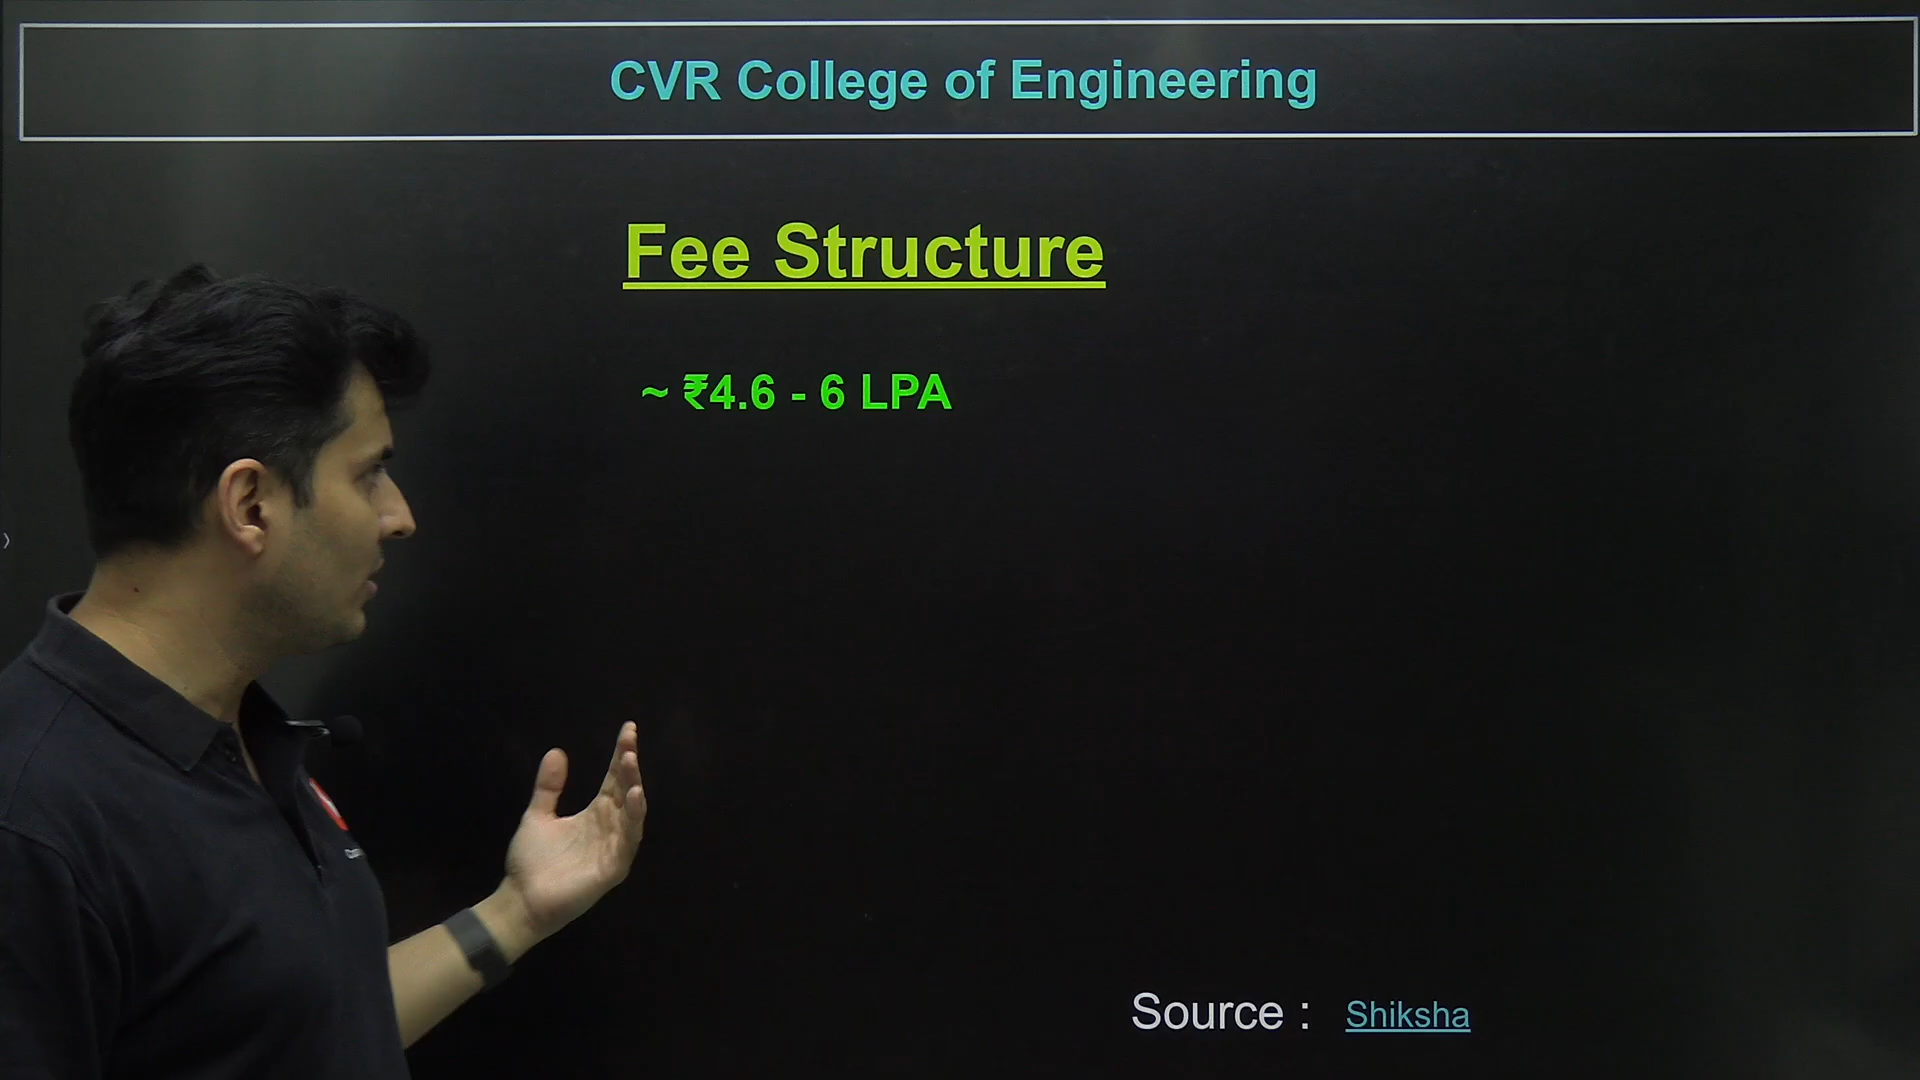 CVR College of Engineering
Fee Structure
~ ₹4.6 - 6 LPA
Source : Shiksha